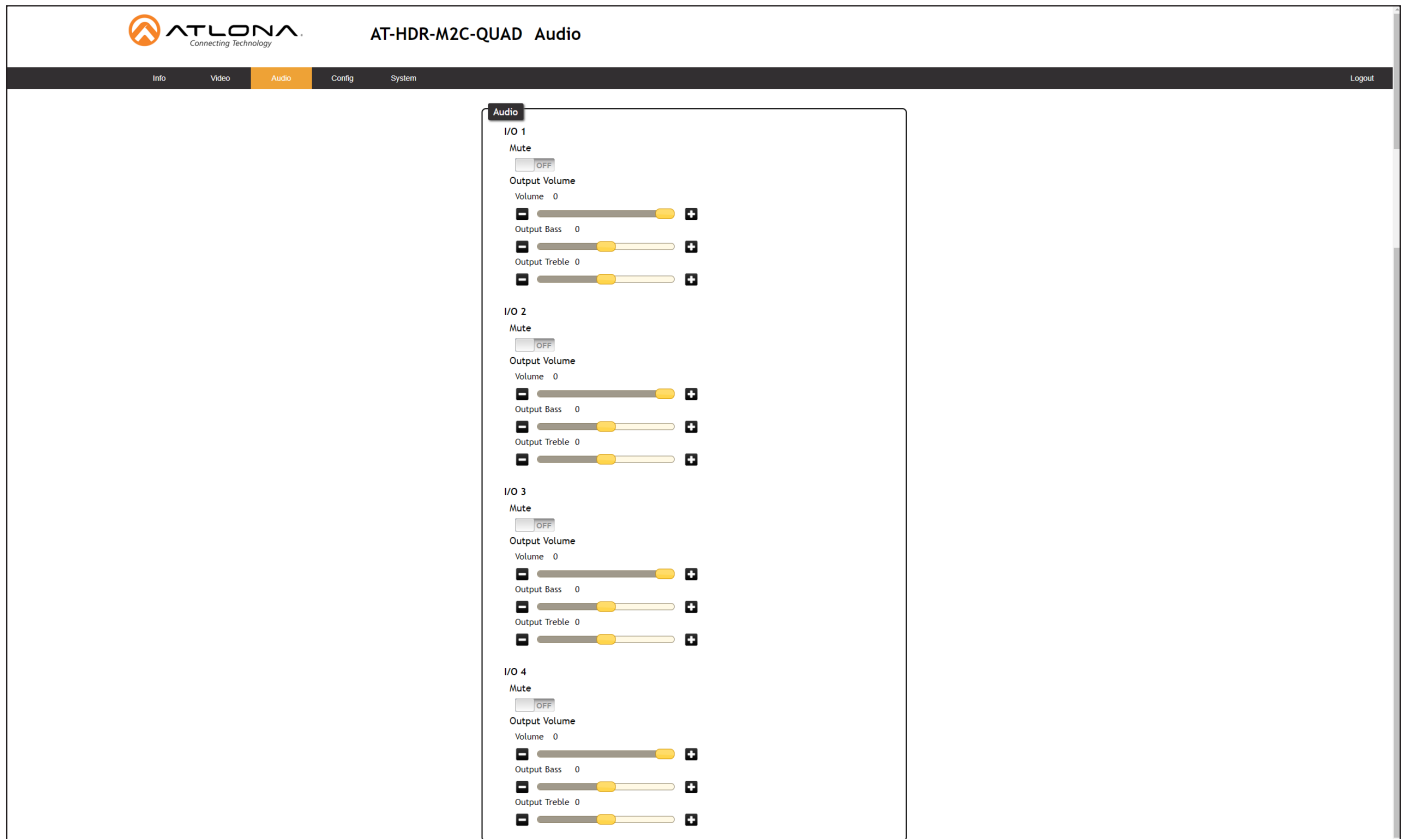 ATLONA.
Connecting Technology
AT-HDR-M2C-QUAD Audio
Info Video Audio Config System Logout
Audio
I/O 1
Mute
OFF
Output Volume
Volume 0
Output Bass 0
Output Treble 0
I/O 2
Mute
OFF
Output Volume
Volume 0
Output Bass 0
Output Treble 0
I/O 3
Mute
OFF
Output Volume
Volume 0
Output Bass 0
Output Treble 0
I/O 4
Mute
OFF
Output Volume
Volume 0
Output Bass 0
Output Treble 0